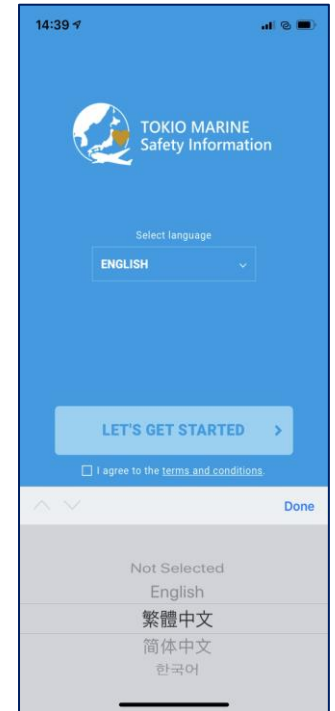 14:39
TOKIO MARINE
Safety Information
Select language
ENGLISH
LET'S GET STARTED
I agree to the terms and conditions.
Done
Not Selected
English
繁體中文
简体中文
한국어